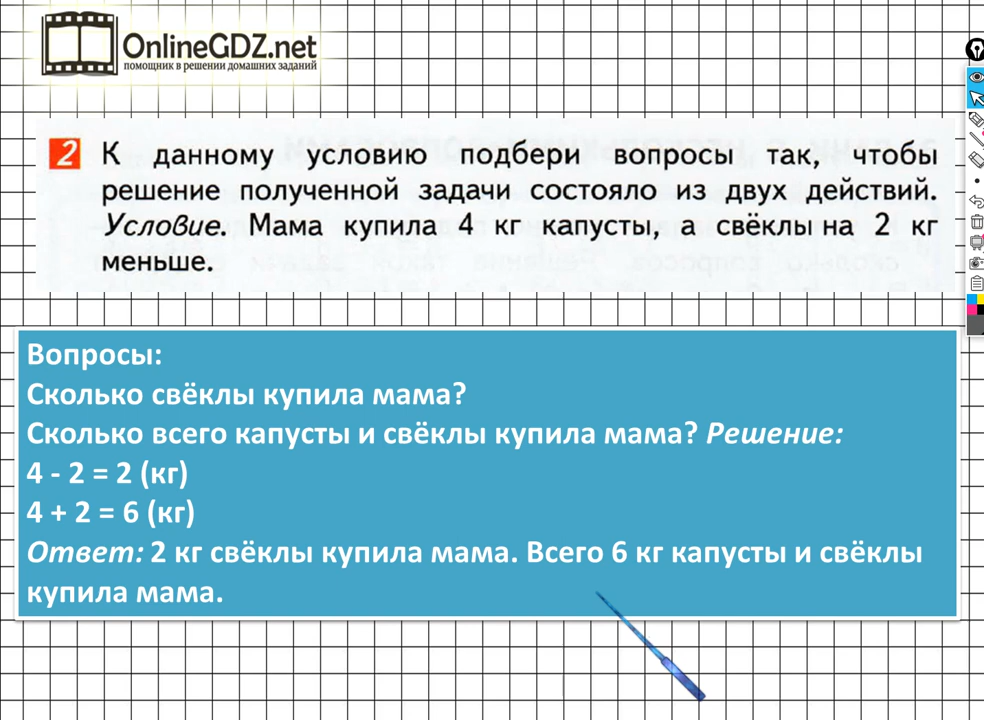 OnlineGDZ.net
помощник в решении домашних заданий
2 К данному условию подбери вопросы так, чтобы
решение полученной задачи состояло из двух действий.
Условие. Мама купила 4 кг капусты, а свёклы на 2 кг
меньше.
Вопросы:
Сколько свёклы купила мама?
Сколько всего капусты и свёклы купила мама? Решение:
4 - 2 = 2 (кг)
4 + 2 = 6 (кг)
Ответ: 2 кг свёклы купила мама. Всего 6 кг капусты и свёклы
купила мама.